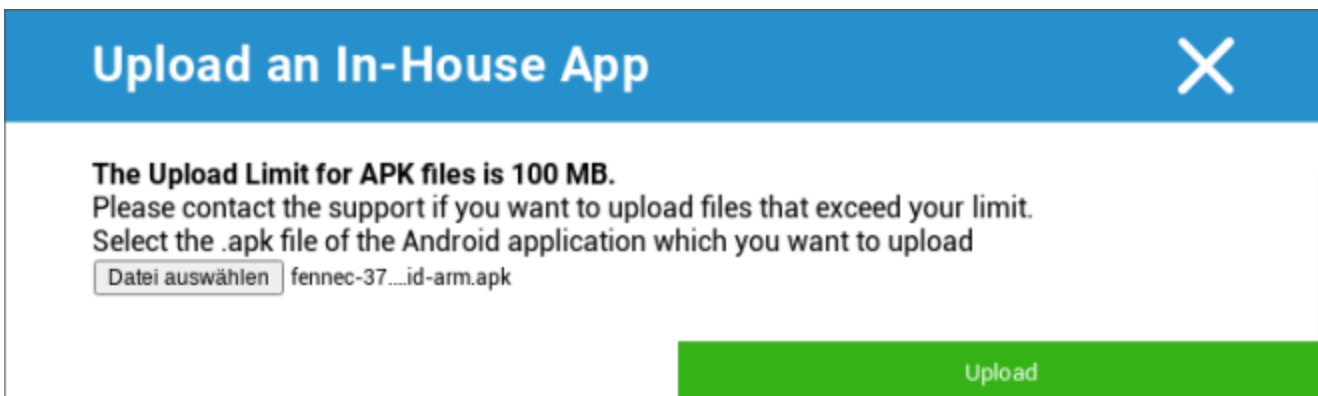 Upload an In-House App
The Upload Limit for APK files is 100 MB.
Please contact the support if you want to upload files that exceed your limit.
Select the .apk file of the Android application which you want to upload
Datei auswählen fennec-37....id-arm.apk
Upload